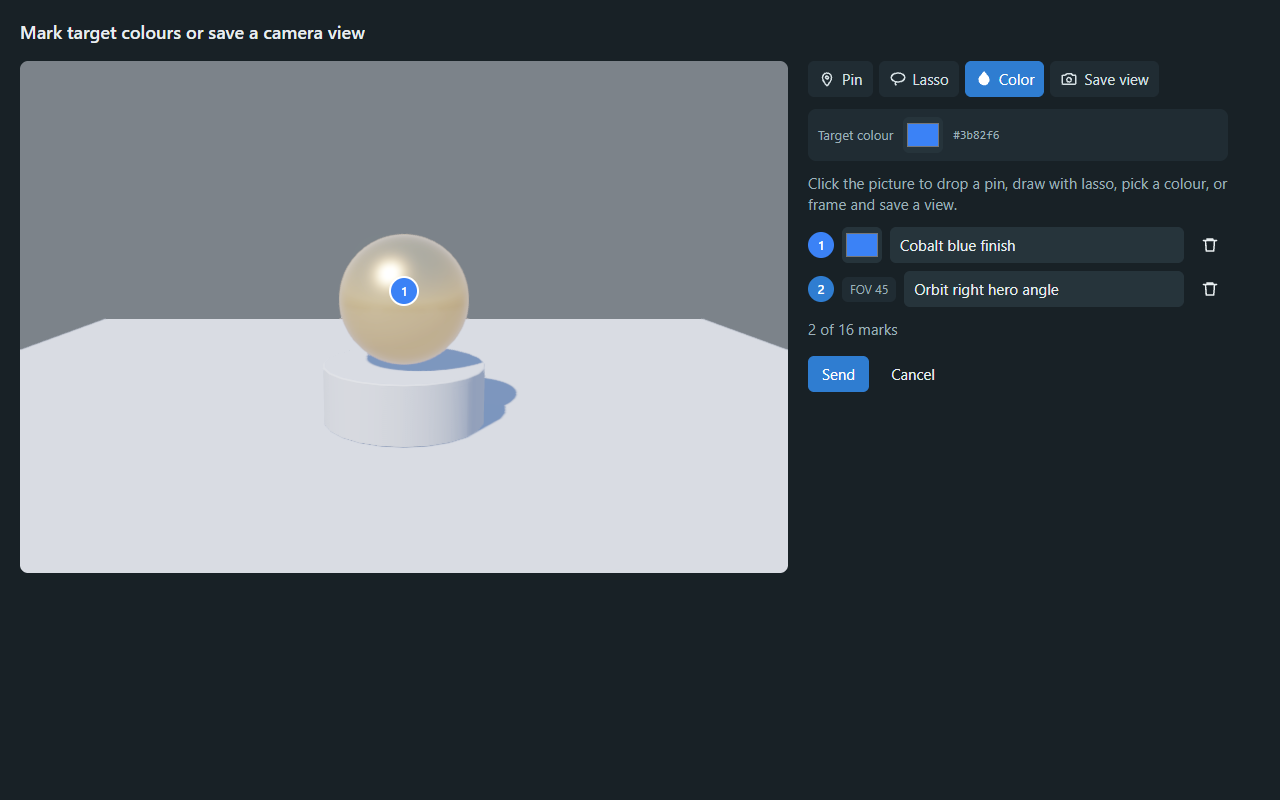 Mark target colours or save a camera view
Pin
Lasso
Color
Save view
Target colour
#3b82f6
Click the picture to drop a pin, draw with lasso, pick a colour, or
frame and save a view.
1
Cobalt blue finish
2
FOV 45
Orbit right hero angle
2 of 16 marks
Send
Cancel
1